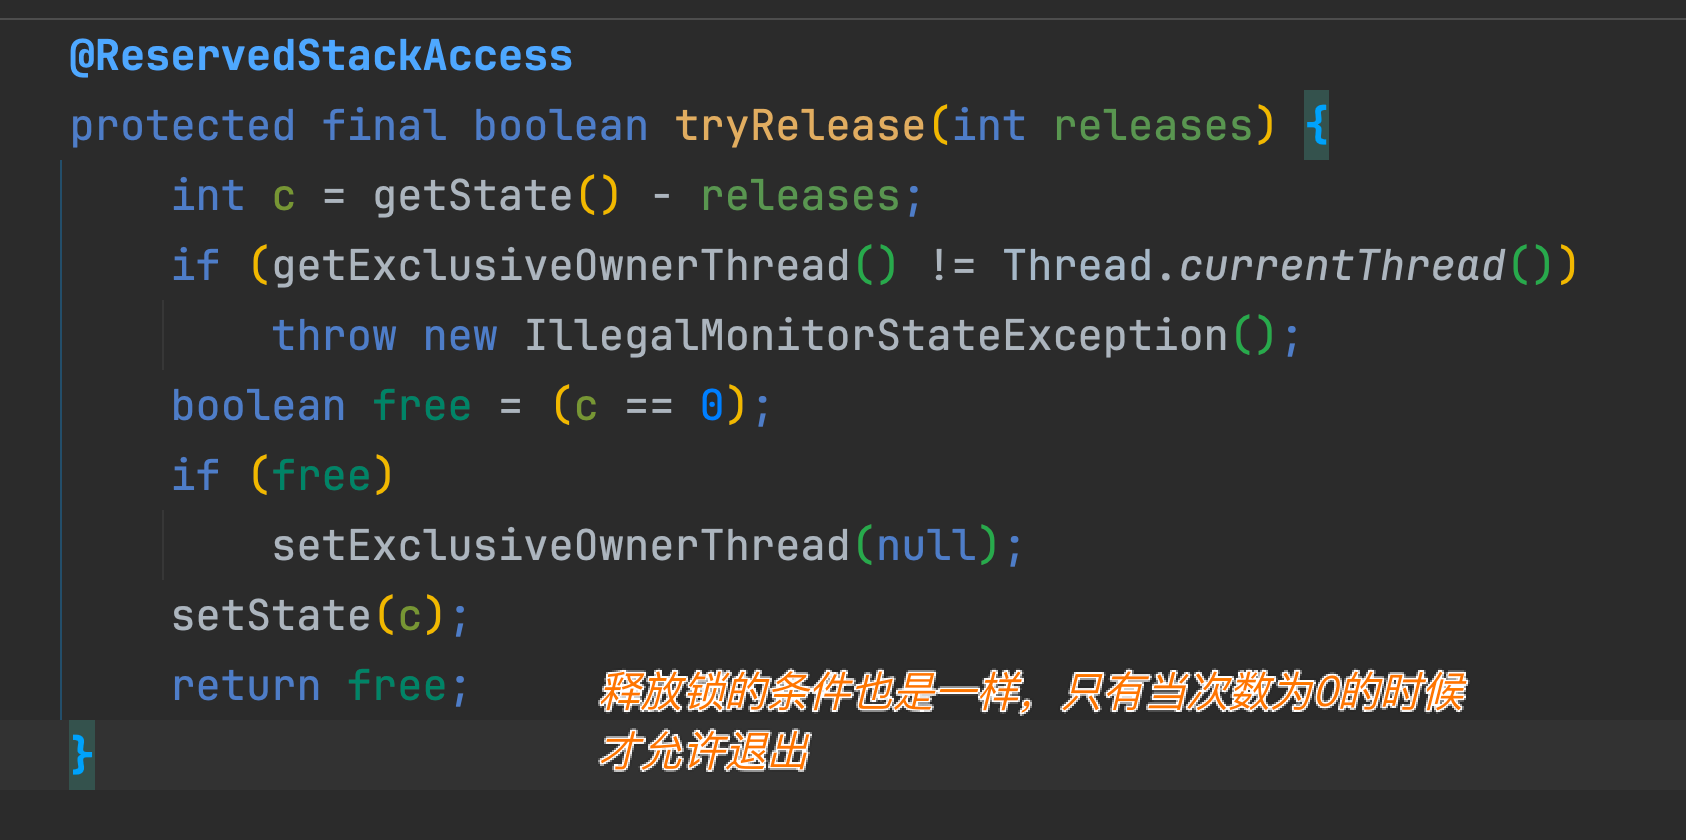 @ReservedStackAccess
protected final boolean tryRelease(int releases) {
int c = getState() - releases;
if (getExclusiveOwnerThread() != Thread.currentThread())
throw new IllegalMonitorStateException();
boolean free = (c == 0);
if (free)
setExclusiveOwnerThread(null);
setState(c);
return free;
释放锁的条件也是一样，只有当次数为0的时候
才允许退出
}